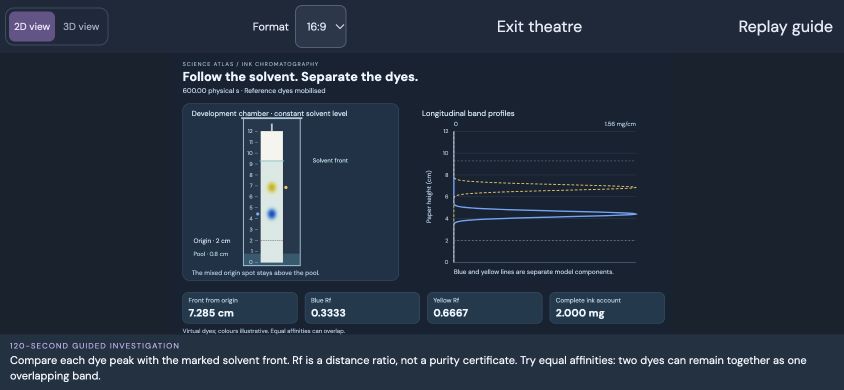 2D view
3D view
Format
16:9
Exit theatre
Replay guide
SCIENCE ATLAS / INK CHROMATOGRAPHY
Follow the solvent. Separate the dyes.
600.00 physical s · Reference dyes mobilised
Development chamber · constant solvent level
12
11
10
9
8
7
6
5
4
3
2
1
0
Solvent front
Origin · 2 cm
Pool · 0.8 cm
The mixed origin spot stays above the pool.
Longitudinal band profiles
0
1.56 mg/cm
Paper height (cm)
12
10
8
6
4
2
0
Blue and yellow lines are separate model components.
Front from origin
7.285 cm
Blue Rf
0.3333
Yellow Rf
0.6667
Complete ink account
2.000 mg
Virtual dyes; colours illustrative. Equal affinities can overlap.
120-SECOND GUIDED INVESTIGATION
Compare each dye peak with the marked solvent front. Rf is a distance ratio, not a purity certificate. Try equal affinities: two dyes can remain together as one
overlapping band.